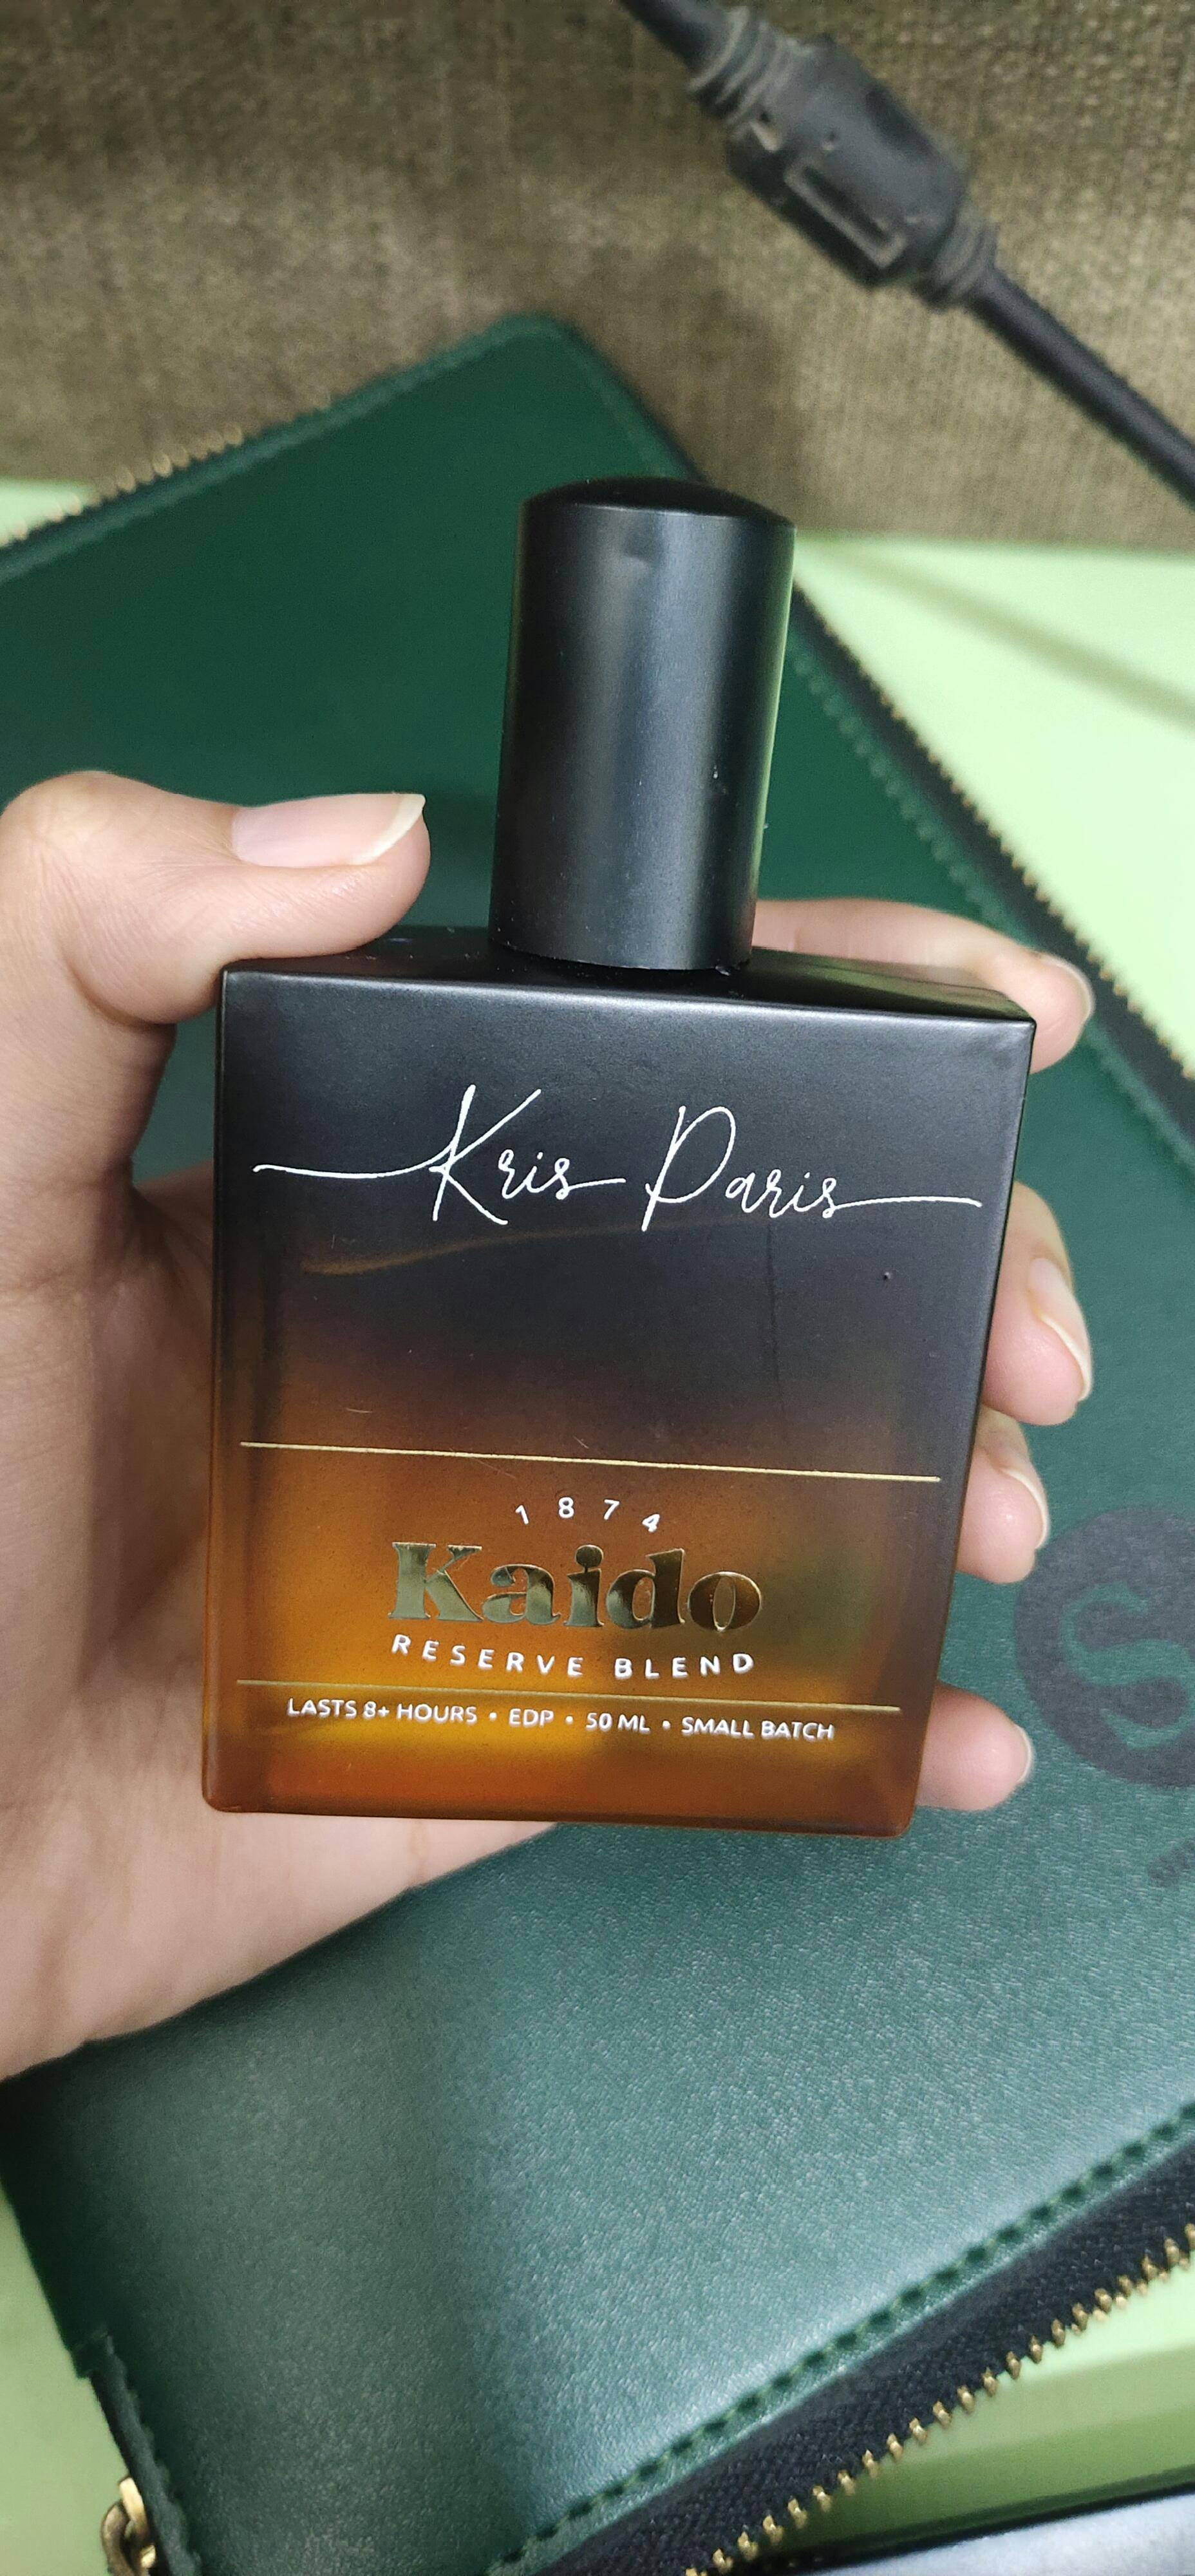 Kris Paris
1874
Kaido
RESERVE BLEND
LASTS 8+ HOURS • EDP • 50 ML • SMALL BATCH